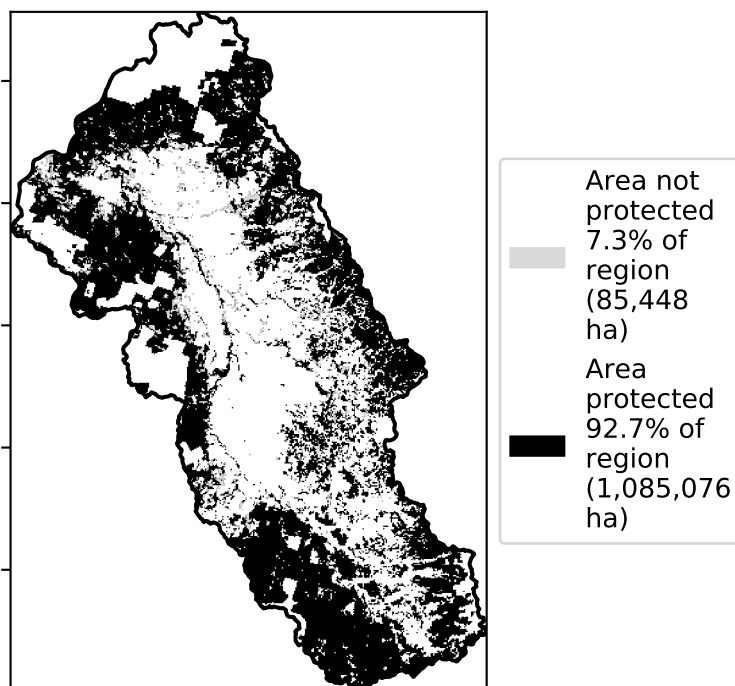 Area not
protected
7.3% of
region
(85,448
ha)
Area
protected
92.7% of
region
(1,085,076
ha)